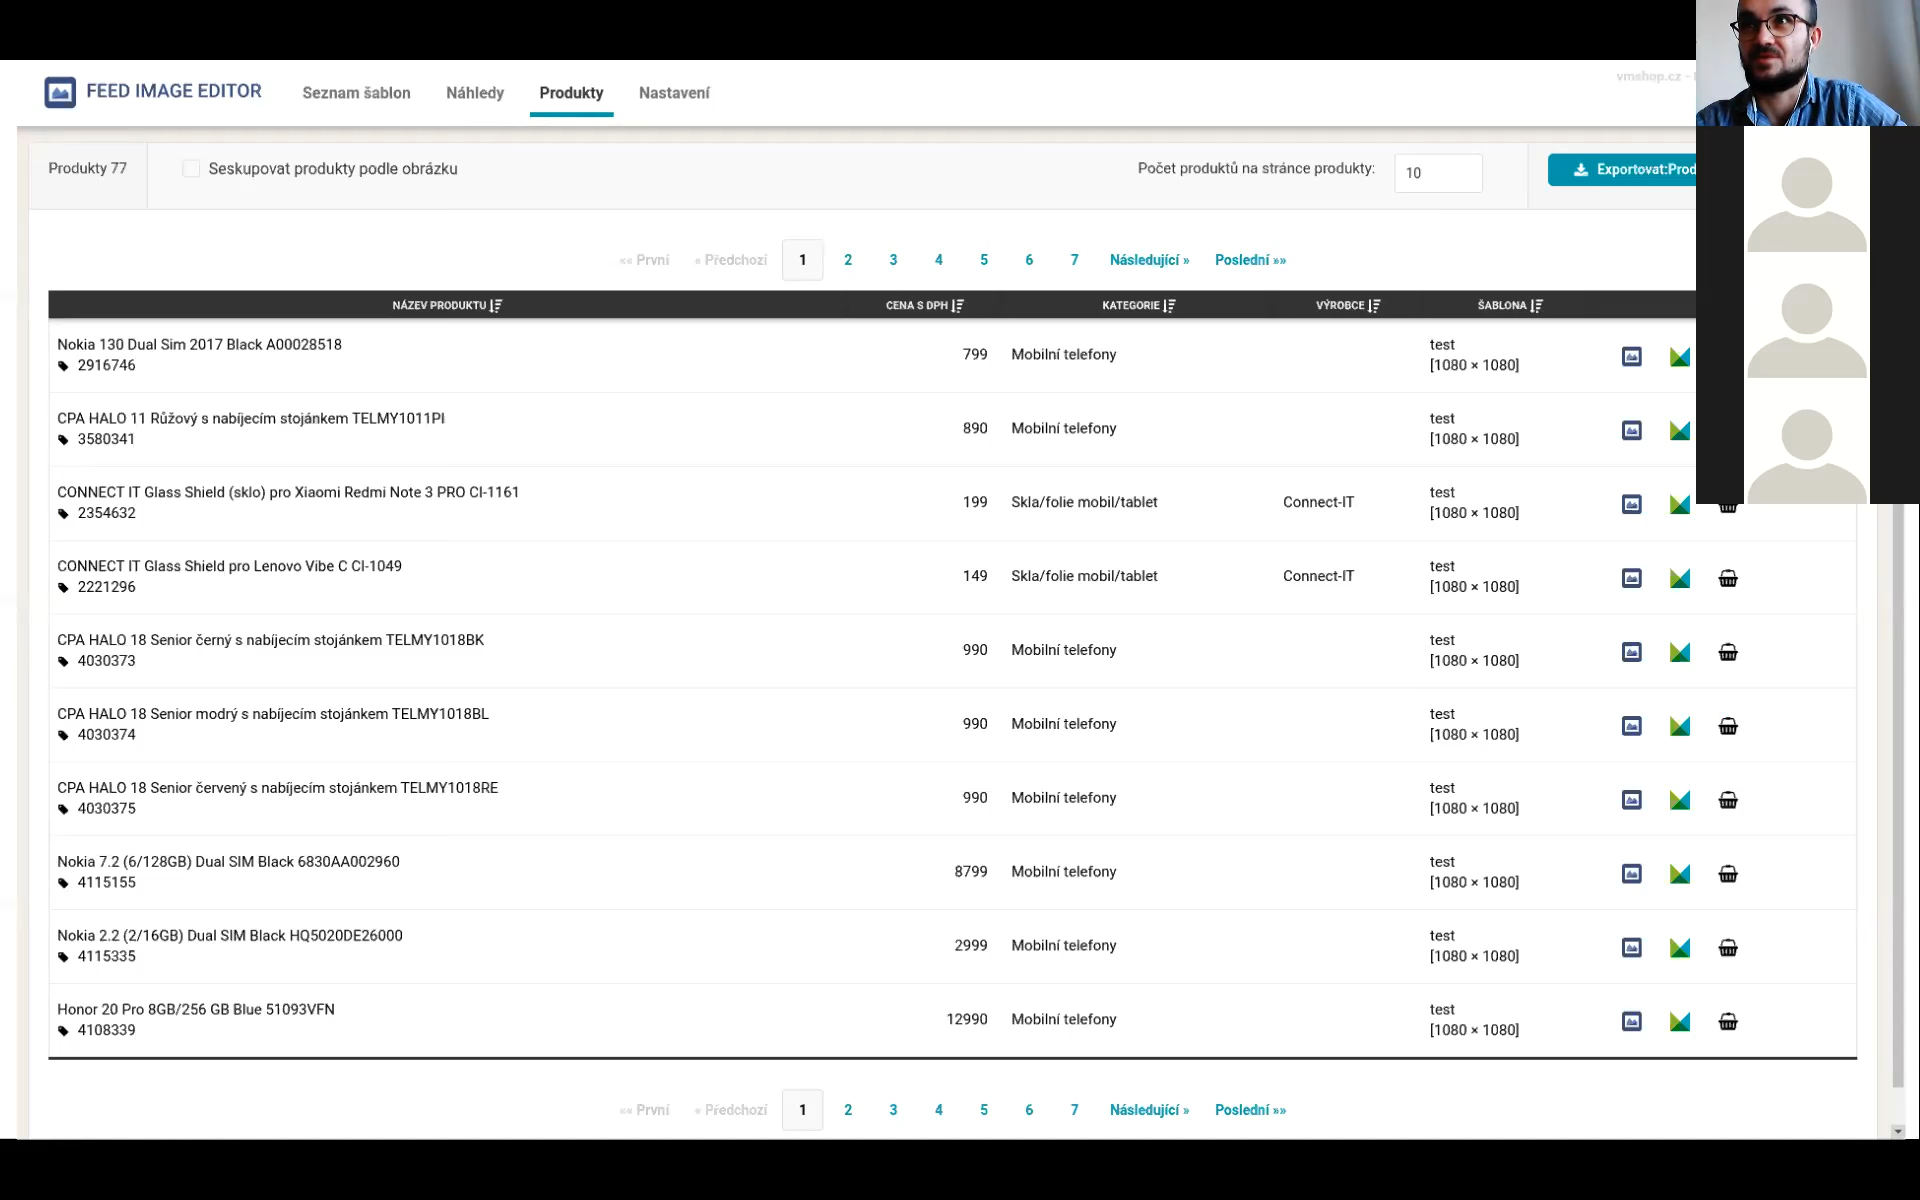 FEED IMAGE EDITOR Seznam šablon Náhledy Produkty Nastavení
vmshop.cz -
Produkty 77 Seskupovat produkty podle obrázku Počet produktů na stránce produkty: 10 Exportovat:Prod
«« První « Předchozí 1 2 3 4 5 6 7 Následující » Poslední »»
NÁZEV PRODUKTU CENA S DPH KATEGORIE VÝROBCE ŠABLONA
Nokia 130 Dual Sim 2017 Black A00028518 799 Mobilní telefony test
2916746 [1080 × 1080]
CPA HALO 11 Růžový s nabíjecím stojánkem TELMY1011PI 890 Mobilní telefony test
3580341 [1080 × 1080]
CONNECT IT Glass Shield (sklo) pro Xiaomi Redmi Note 3 PRO CI-1161 199 Skla/folie mobil/tablet Connect-IT test
2354632 [1080 × 1080]
CONNECT IT Glass Shield pro Lenovo Vibe C CI-1049 149 Skla/folie mobil/tablet Connect-IT test
2221296 [1080 × 1080]
CPA HALO 18 Senior černý s nabíjecím stojánkem TELMY1018BK 990 Mobilní telefony test
4030373 [1080 × 1080]
CPA HALO 18 Senior modrý s nabíjecím stojánkem TELMY1018BL 990 Mobilní telefony test
4030374 [1080 × 1080]
CPA HALO 18 Senior červený s nabíjecím stojánkem TELMY1018RE 990 Mobilní telefony test
4030375 [1080 × 1080]
Nokia 7.2 (6/128GB) Dual SIM Black 6830AA002960 8799 Mobilní telefony test
4115155 [1080 × 1080]
Nokia 2.2 (2/16GB) Dual SIM Black HQ5020DE26000 2999 Mobilní telefony test
4115335 [1080 × 1080]
Honor 20 Pro 8GB/256 GB Blue 51093VFN 12990 Mobilní telefony test
4108339 [1080 × 1080]
«« První « Předchozí 1 2 3 4 5 6 7 Následující » Poslední »»